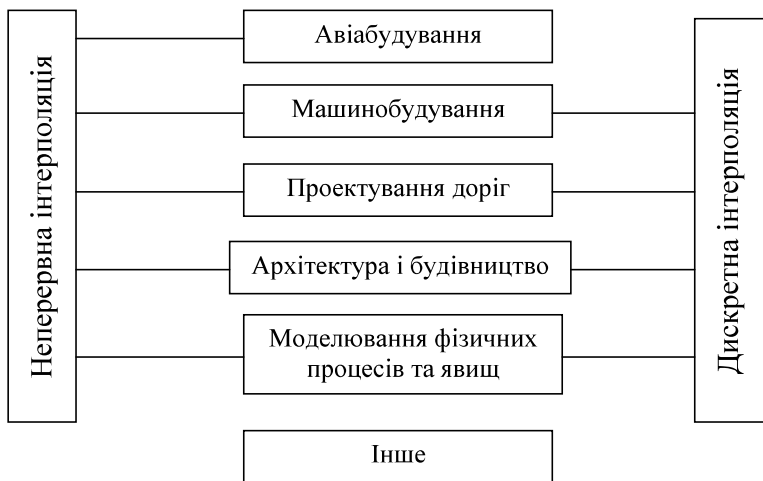 Неперервна інтерполяція
Авіабудування
Машинобудування
Проектування доріг
Архітектура і будівництво
Моделювання фізичних
процесів та явищ
Інше
Дискретна інтерполяція